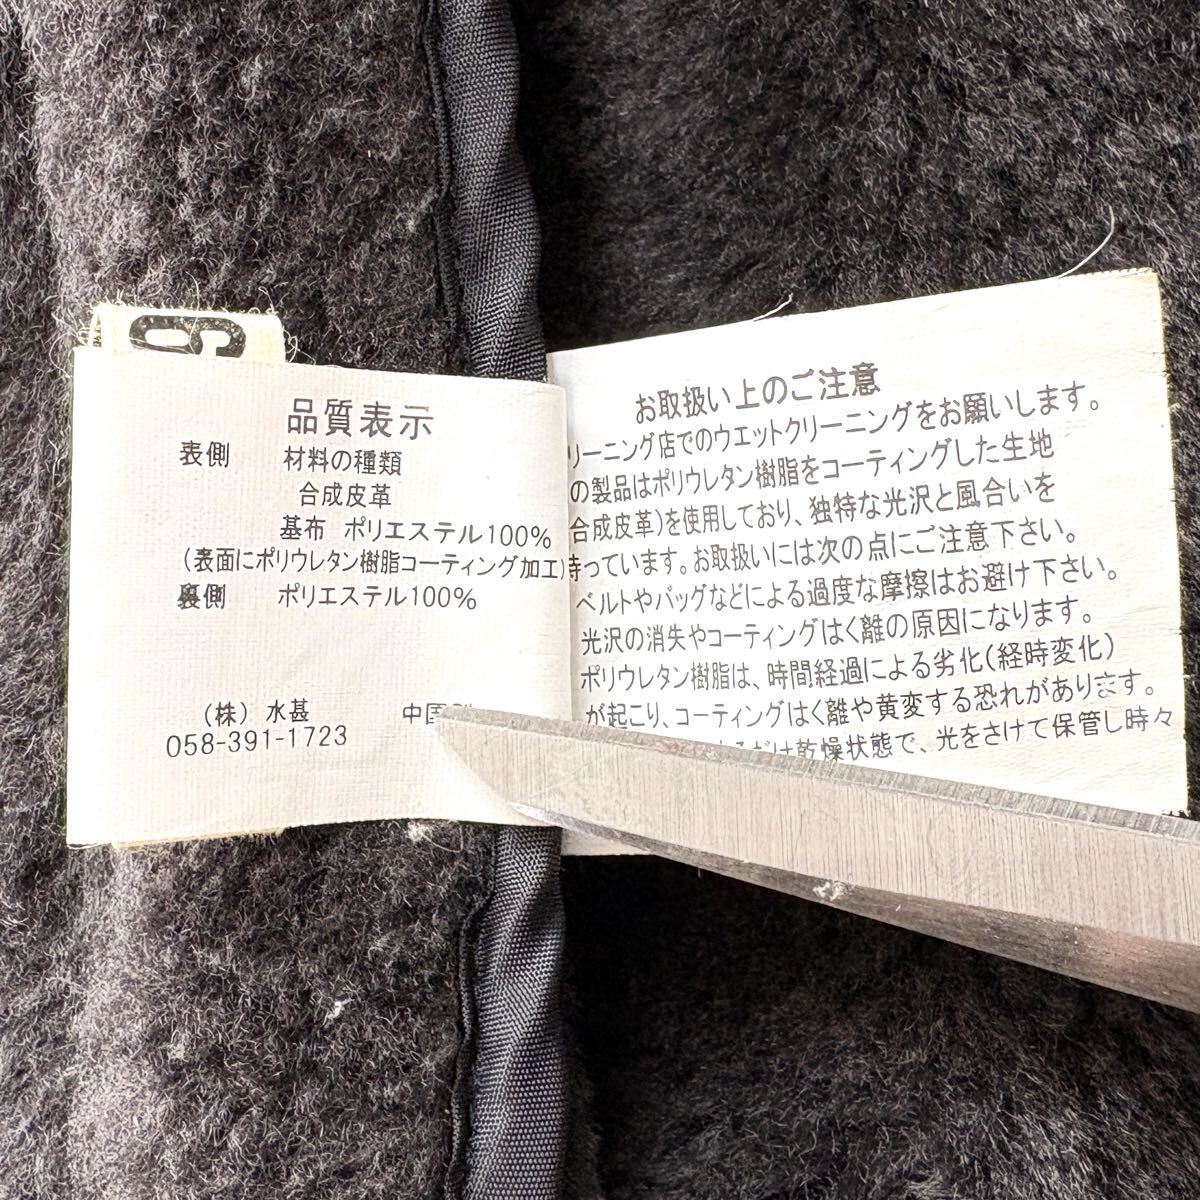 品質表示
表側 材料の種類
合成皮革
基布 ポリエステル100%
(表面にポリウレタン樹脂コーティング加工)
裏側 ポリエステル100%
(株) 水甚 中国
058-391-1723
お取扱い上のご注意
リーニング店でのウエットクリーニングをお願いします。
の製品はポリウレタン樹脂をコーティングした生地
合成皮革)を使用しており、独特な光沢と風合いを
持っています。お取扱いには次の点にご注意下さい。
ベルトやバッグなどによる過度な摩擦はお避け下さい。
光沢の消失やコーティングはく離の原因になります。
ポリウレタン樹脂は、時間経過による劣化(経時変化)
が起こり、コーティングはく離や黄変する恐れがあります。
るだけ乾燥状態で、光をさけて保管し時々